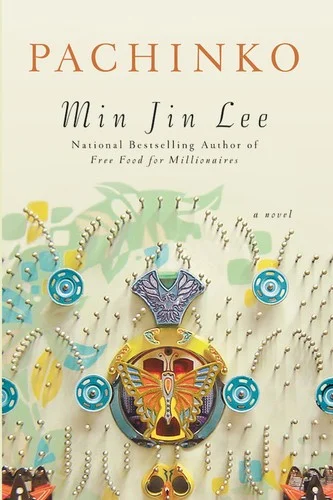 PACHINKO
Min Jin Lee
National Bestselling Author of
Free Food for Millionaires
a novel